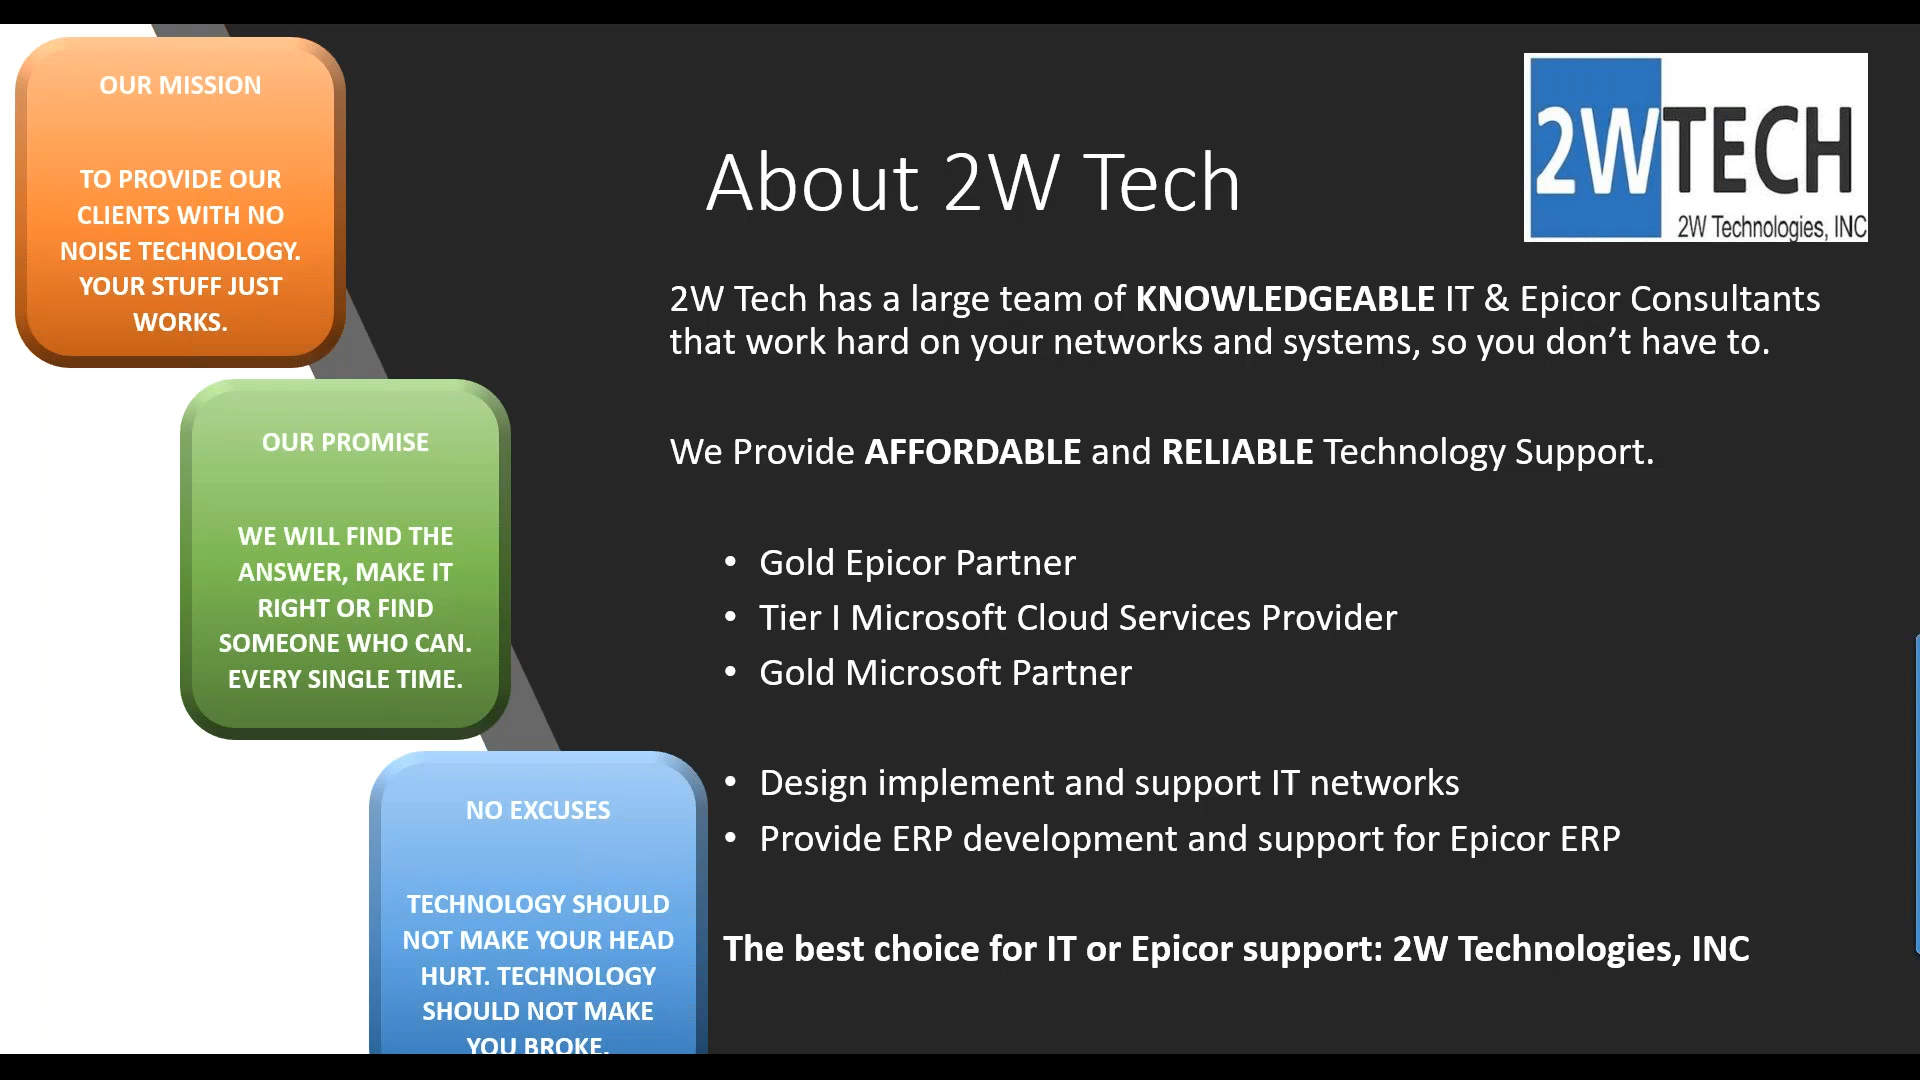 OUR MISSION
TO PROVIDE OUR
CLIENTS WITH NO
NOISE TECHNOLOGY.
YOUR STUFF JUST
WORKS.
OUR PROMISE
WE WILL FIND THE
ANSWER, MAKE IT
RIGHT OR FIND
SOMEONE WHO CAN.
EVERY SINGLE TIME.
NO EXCUSES
TECHNOLOGY SHOULD
NOT MAKE YOUR HEAD
HURT. TECHNOLOGY
SHOULD NOT MAKE
YOU BROKE.
About 2W Tech
2WTECH
2W Technologies, INC
2W Tech has a large team of KNOWLEDGEABLE IT & Epicor Consultants
that work hard on your networks and systems, so you don’t have to.
We Provide AFFORDABLE and RELIABLE Technology Support.
• Gold Epicor Partner
• Tier I Microsoft Cloud Services Provider
• Gold Microsoft Partner
• Design implement and support IT networks
• Provide ERP development and support for Epicor ERP
The best choice for IT or Epicor support: 2W Technologies, INC